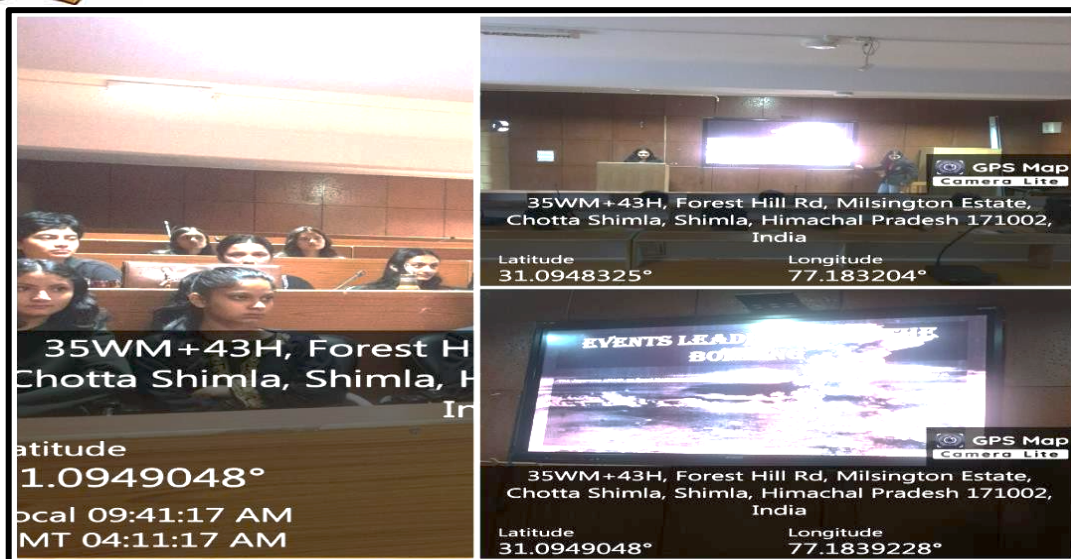 35WM+43H, Forest H
Chotta Shimla, Shimla, H
In
atitude
1.0949048°
ocal 09:41:17 AM
MT 04:11:17 AM
GPS Map
Camera Lite
35WM+43H, Forest Hill Rd, Milsington Estate,
Chotta Shimla, Shimla, Himachal Pradesh 171002,
India
Latitude Longitude
31.0948325° 77.183204°
EVENTS LEAD
GPS Map
Camera Lite
35WM+43H, Forest Hill Rd, Milsington Estate,
Chotta Shimla, Shimla, Himachal Pradesh 171002,
India
Latitude Longitude
31.0949048° 77.1839228°